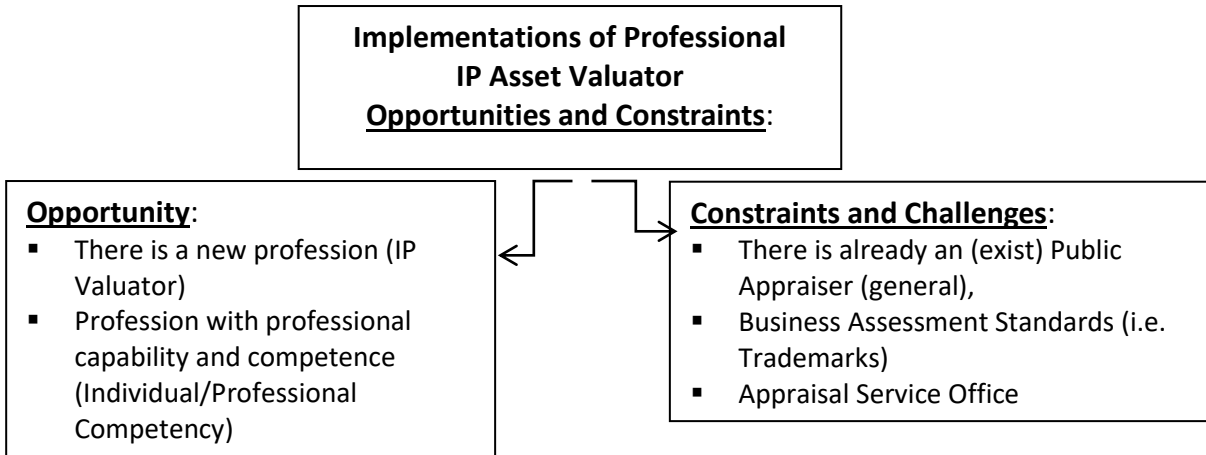 Implementations of Professional
IP Asset Valuator
Opportunities and Constraints:
Opportunity:
▪ There is a new profession (IP
Valuator)
▪ Profession with professional
capability and competence
(Individual/Professional
Competency)
Constraints and Challenges:
▪ There is already an (exist) Public
Appraiser (general),
▪ Business Assessment Standards (i.e.
Trademarks)
▪ Appraisal Service Office